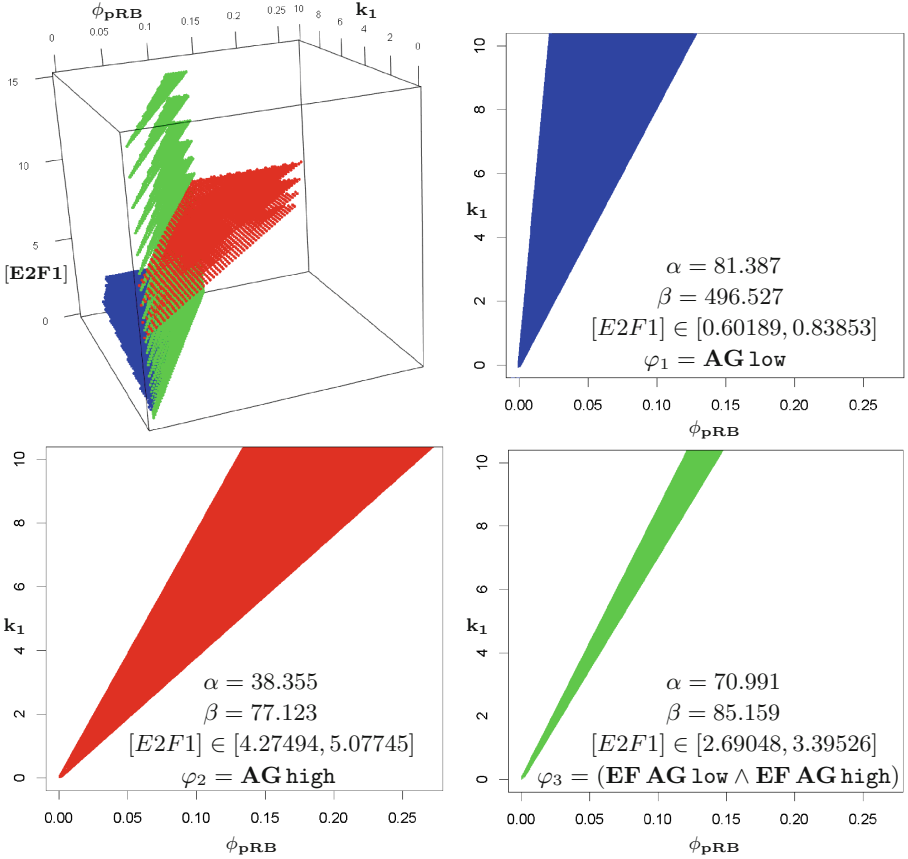 ϕpRB
k1
0 0.05 0.1 0.15 0.2 0.25 10 8 6 4 2 0
15
10
5
[E2F1]
0
10
8
6
k1
4
2
0
α = 81.387
β = 496.527
[E2F1] ∈ [0.60189, 0.83853]
φ1 = AG low
0.00 0.05 0.10 0.15 0.20 0.25
ϕpRB
10
8
6
k1
4
2
0
α = 38.355
β = 77.123
[E2F1] ∈ [4.27494, 5.07745]
φ2 = AG high
0.00 0.05 0.10 0.15 0.20 0.25
ϕpRB
10
8
6
k1
4
2
0
α = 70.991
β = 85.159
[E2F1] ∈ [2.69048, 3.39526]
φ3 = (EF AG low ∧ EF AG high)
0.00 0.05 0.10 0.15 0.20 0.25
ϕpRB